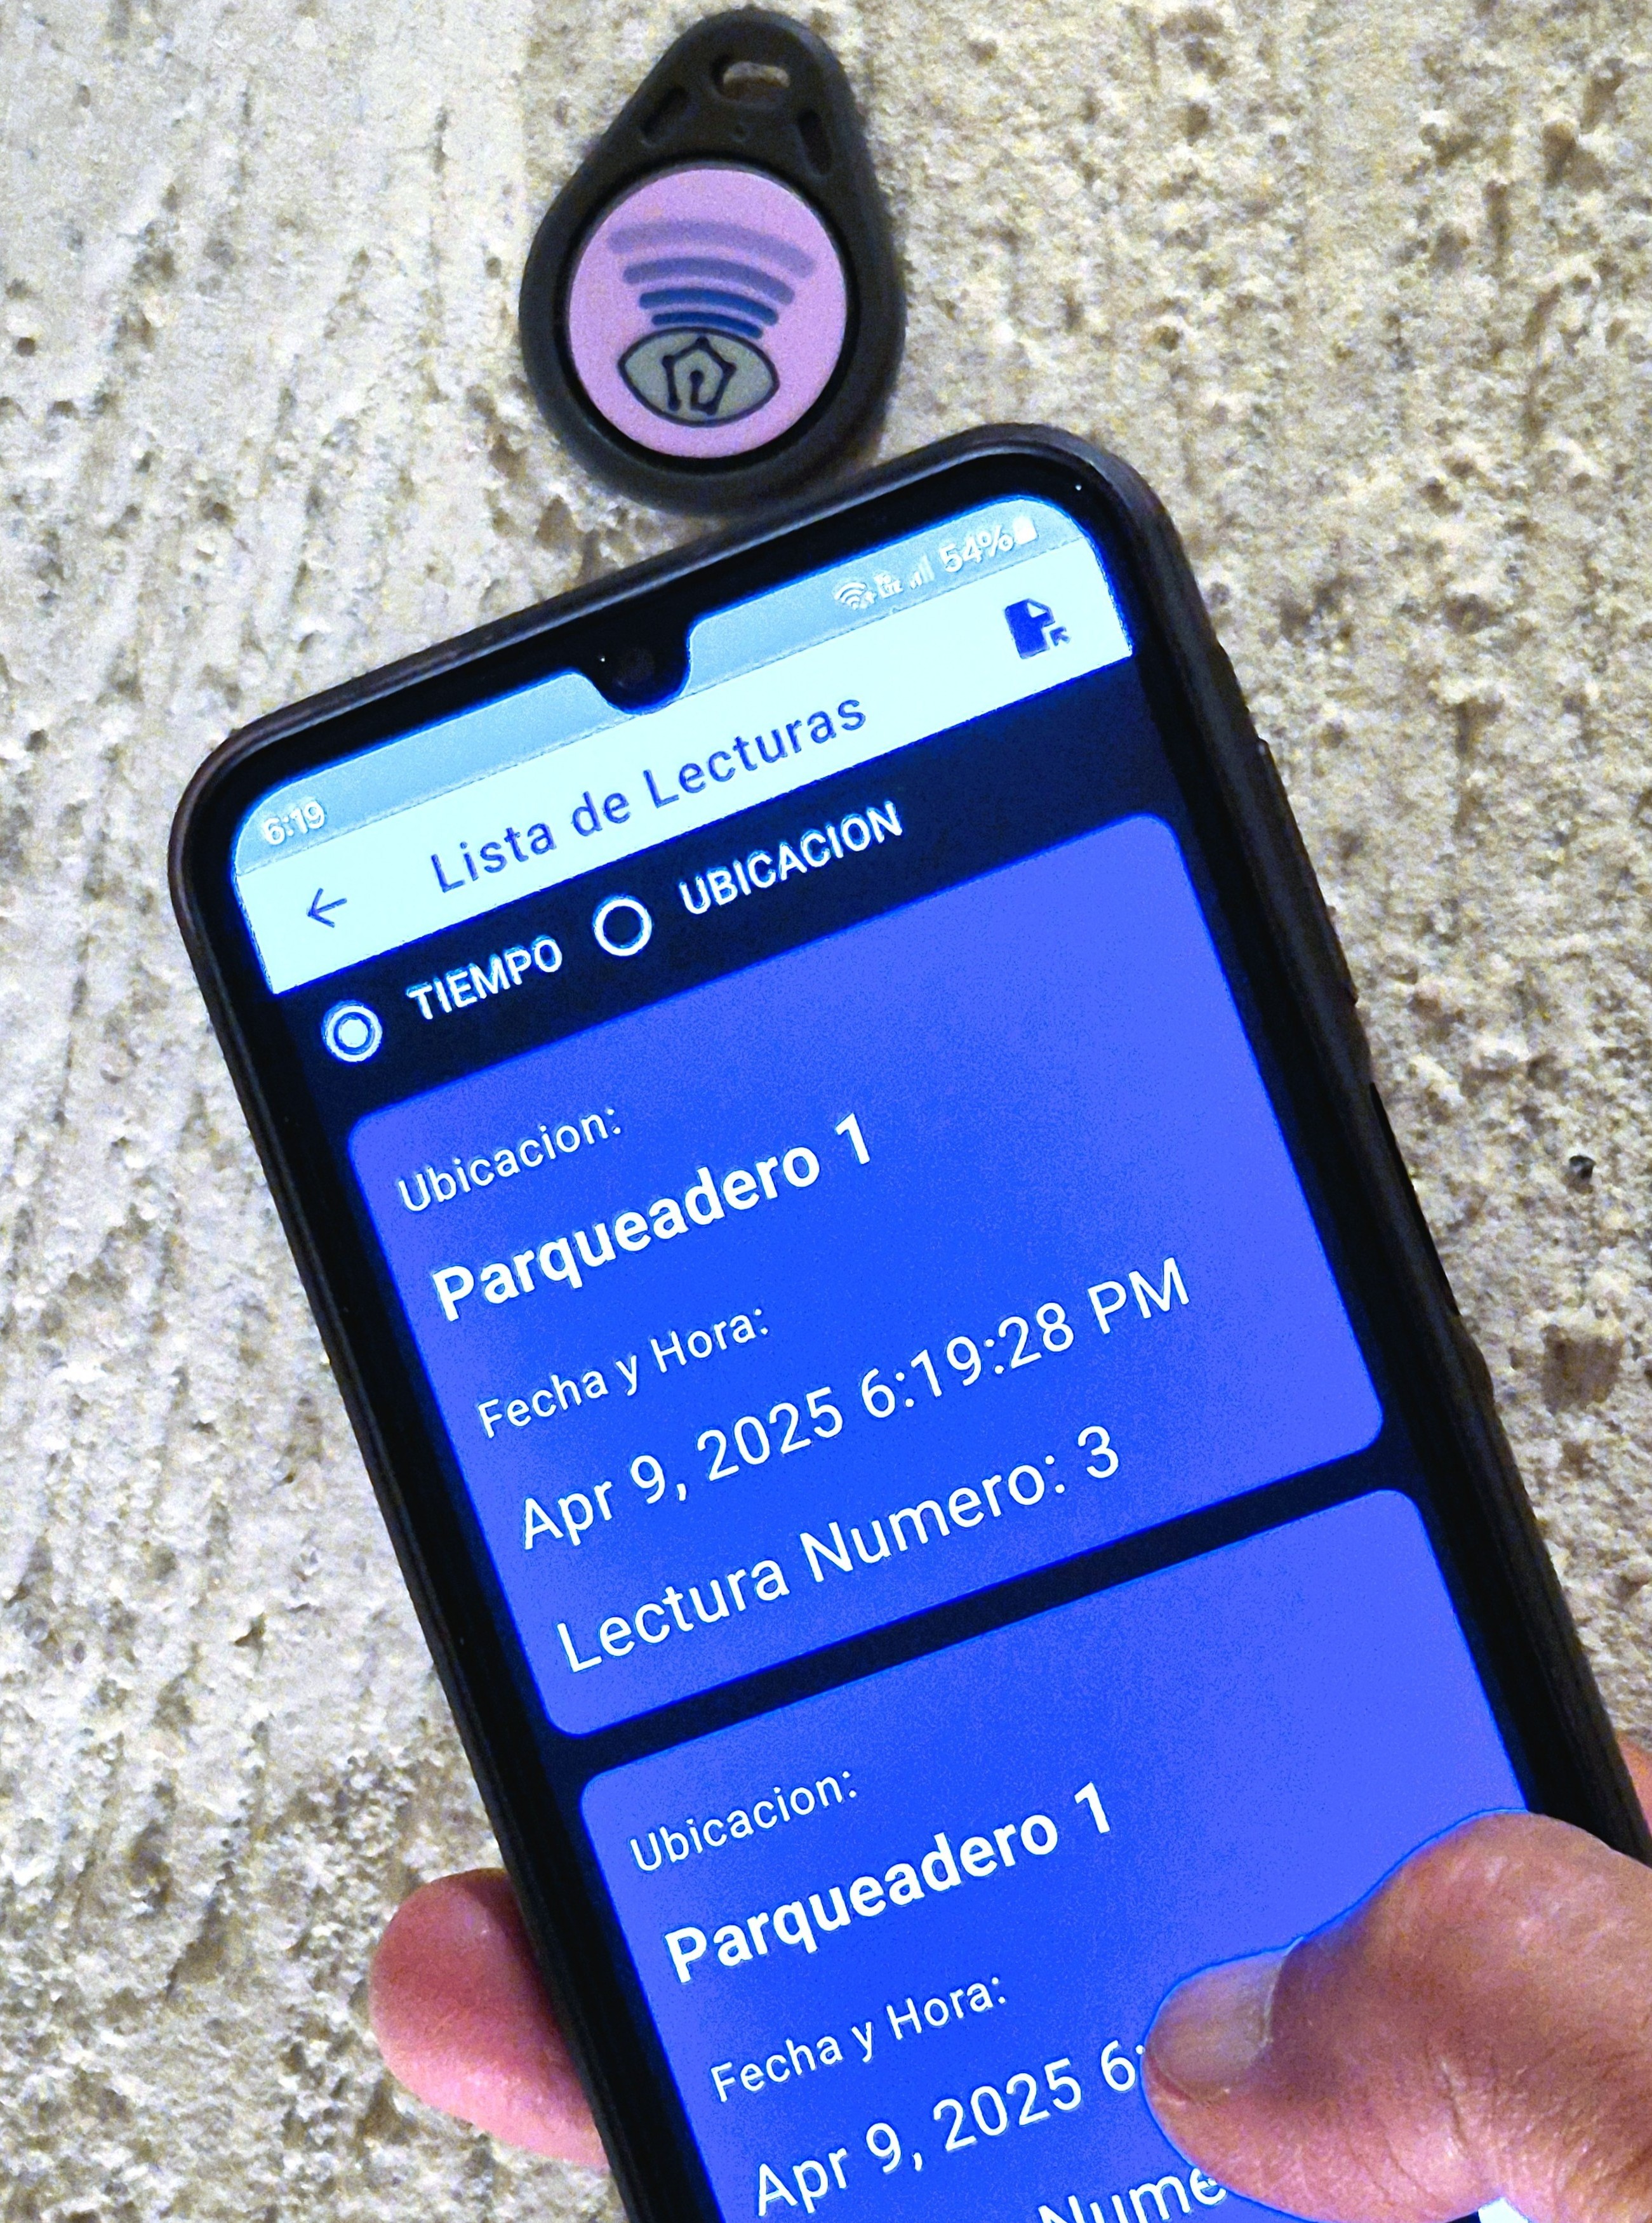 6:19
54%
Lista de Lecturas
TIEMPO UBICACION
Ubicacion:
Parqueadero 1
Fecha y Hora:
Apr 9, 2025 6:19:28 PM
Lectura Numero: 3
Ubicacion:
Parqueadero 1
Fecha y Hora:
Apr 9, 2025 6: